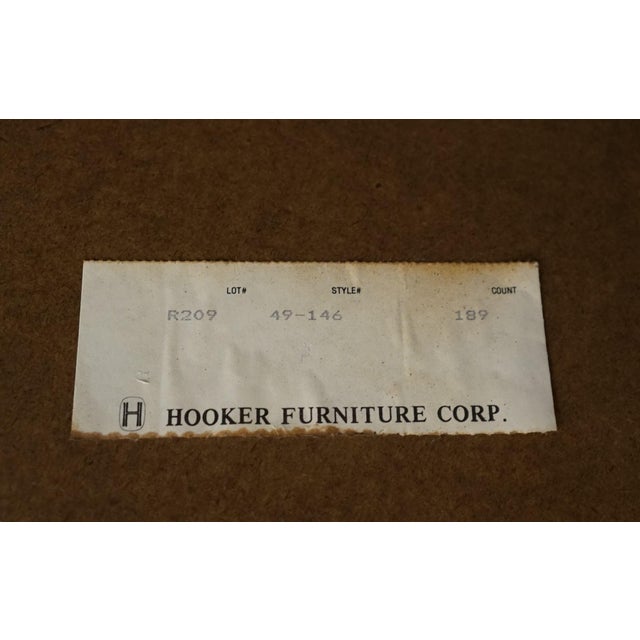 LOT# STYLE# COUNT
R209 49-146 189
H HOOKER FURNITURE CORP.